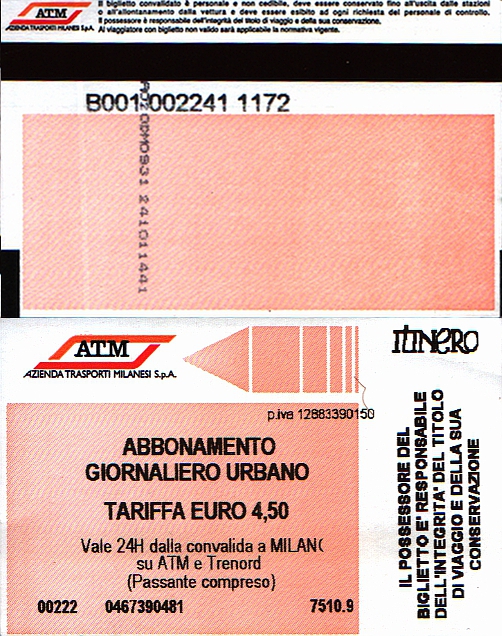 ATM
AZIENDA TRASPORTI MILANESI S.p.A.
Il biglietto convalidato è personale e non cedibile, deve essere conservato fino all'uscita dalle stazioni
o all'allontanamento dalla vettura e deve essere esibito ad ogni richiesta del personale di controllo.
Il possessore è responsabile dell'integrità del titolo di viaggio e della sua conservazione.
Al viaggiatore con biglietto non valido sarà applicata la normativa vigente.
B001 002241 1172
241011441
ATM
AZIENDA TRASPORTI MILANESI S.p.A.
ITINERO
p.iva 12883390150
ABBONAMENTO
GIORNALIERO URBANO
TARIFFA EURO 4,50
Vale 24H dalla convalida a MILANO
su ATM e Trenord
(Passante compreso)
00222 0467390481 7510.9
IL POSSESSORE DEL
BIGLIETTO E' RESPONSABILE
DELL'INTEGRITA' DEL TITOLO
DI VIAGGIO E DELLA SUA
CONSERVAZIONE